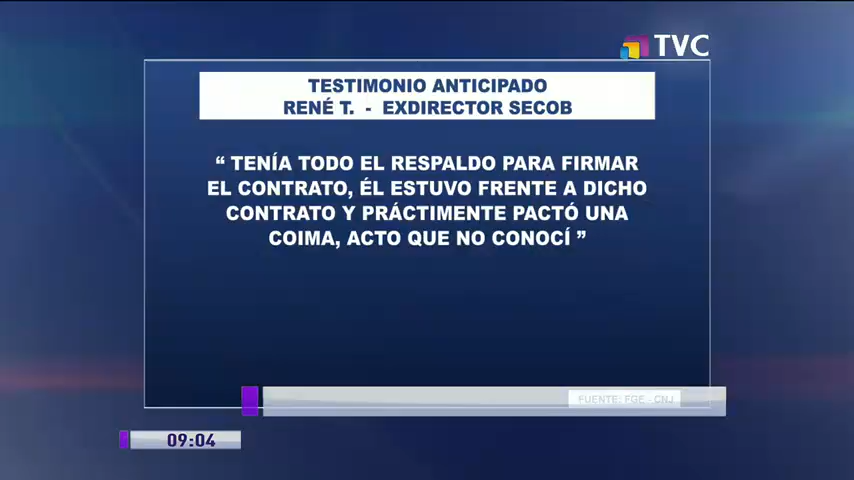 TVC
TESTIMONIO ANTICIPADO
RENÉ T. - EXDIRECTOR SECOB
“ TENÍA TODO EL RESPALDO PARA FIRMAR
EL CONTRATO, ÉL ESTUVO FRENTE A DICHO
CONTRATO Y PRÁCTIMENTE PACTÓ UNA
COIMA, ACTO QUE NO CONOCÍ ”
FUENTE: FGE - CNJ
09:04